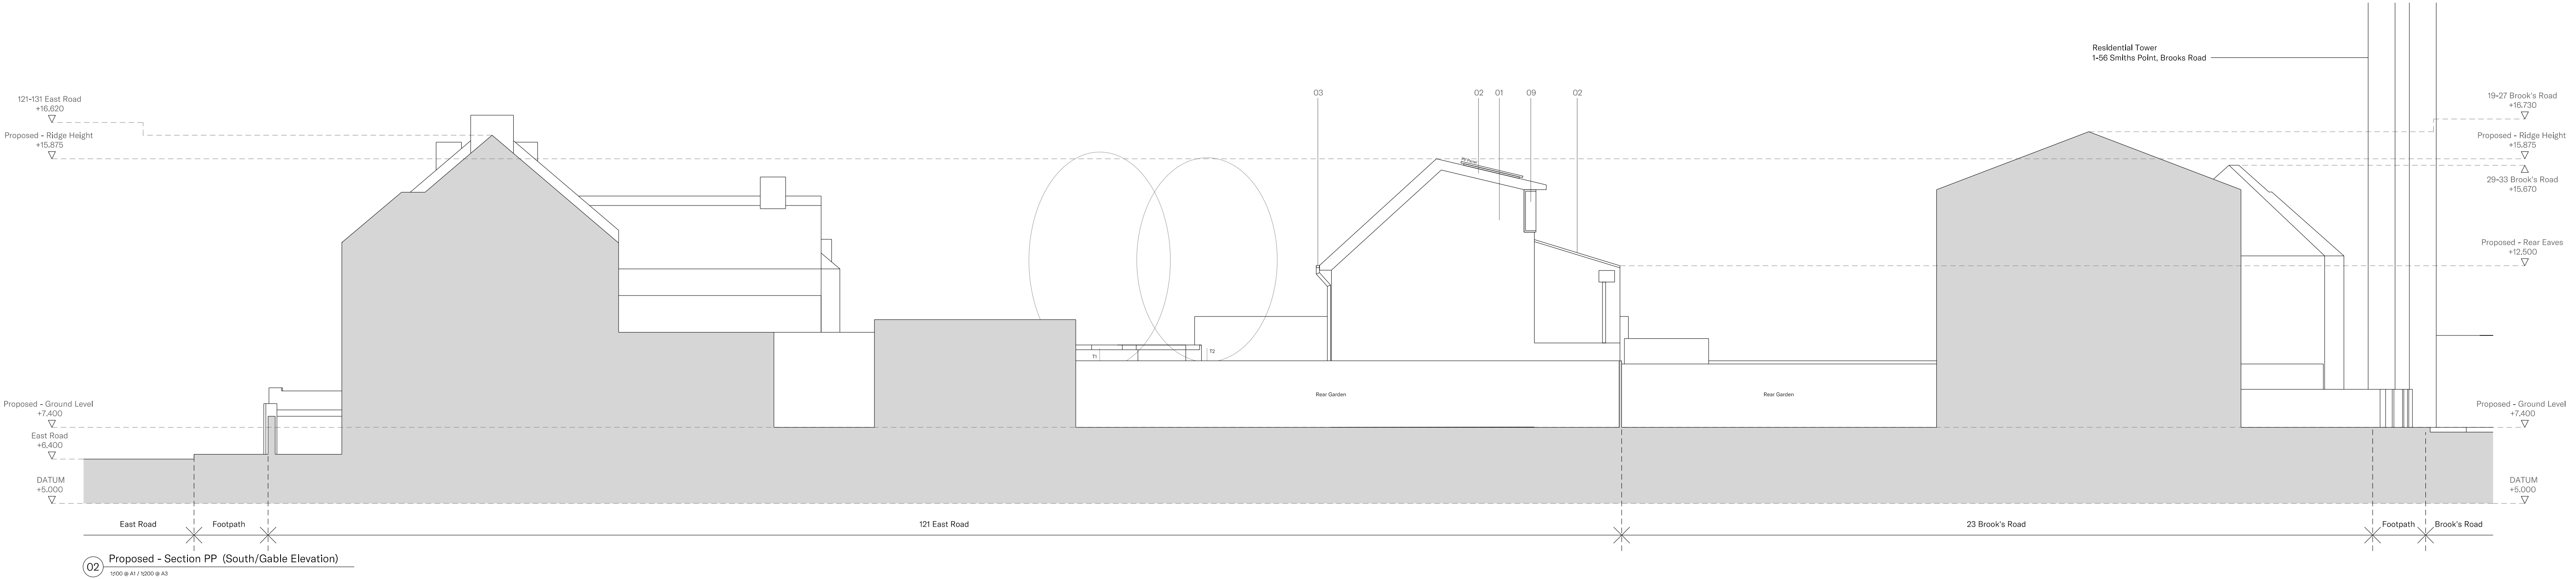 Residential Tower
1-56 Smiths Point, Brooks Road
121-131 East Road
+16,620
Proposed - Ridge Height
+15.875
03
02
01
09
02
19-27 Brook's Road
+16,730
Proposed - Ridge Height
+15.875
29-33 Brook's Road
+15,670
Proposed - Rear Eaves
+12,500
T1
T2
Rear Garden
Rear Garden
Proposed - Ground Level
+7.400
East Road
+6.400
DATUM
+5.000
Proposed - Ground Level
+7.400
DATUM
+5.000
East Road
Footpath
121 East Road
23 Brook's Road
Footpath
Brook's Road
02
Proposed - Section PP (South/Gable Elevation)
1:100 @ A1 / 1:200 @ A3